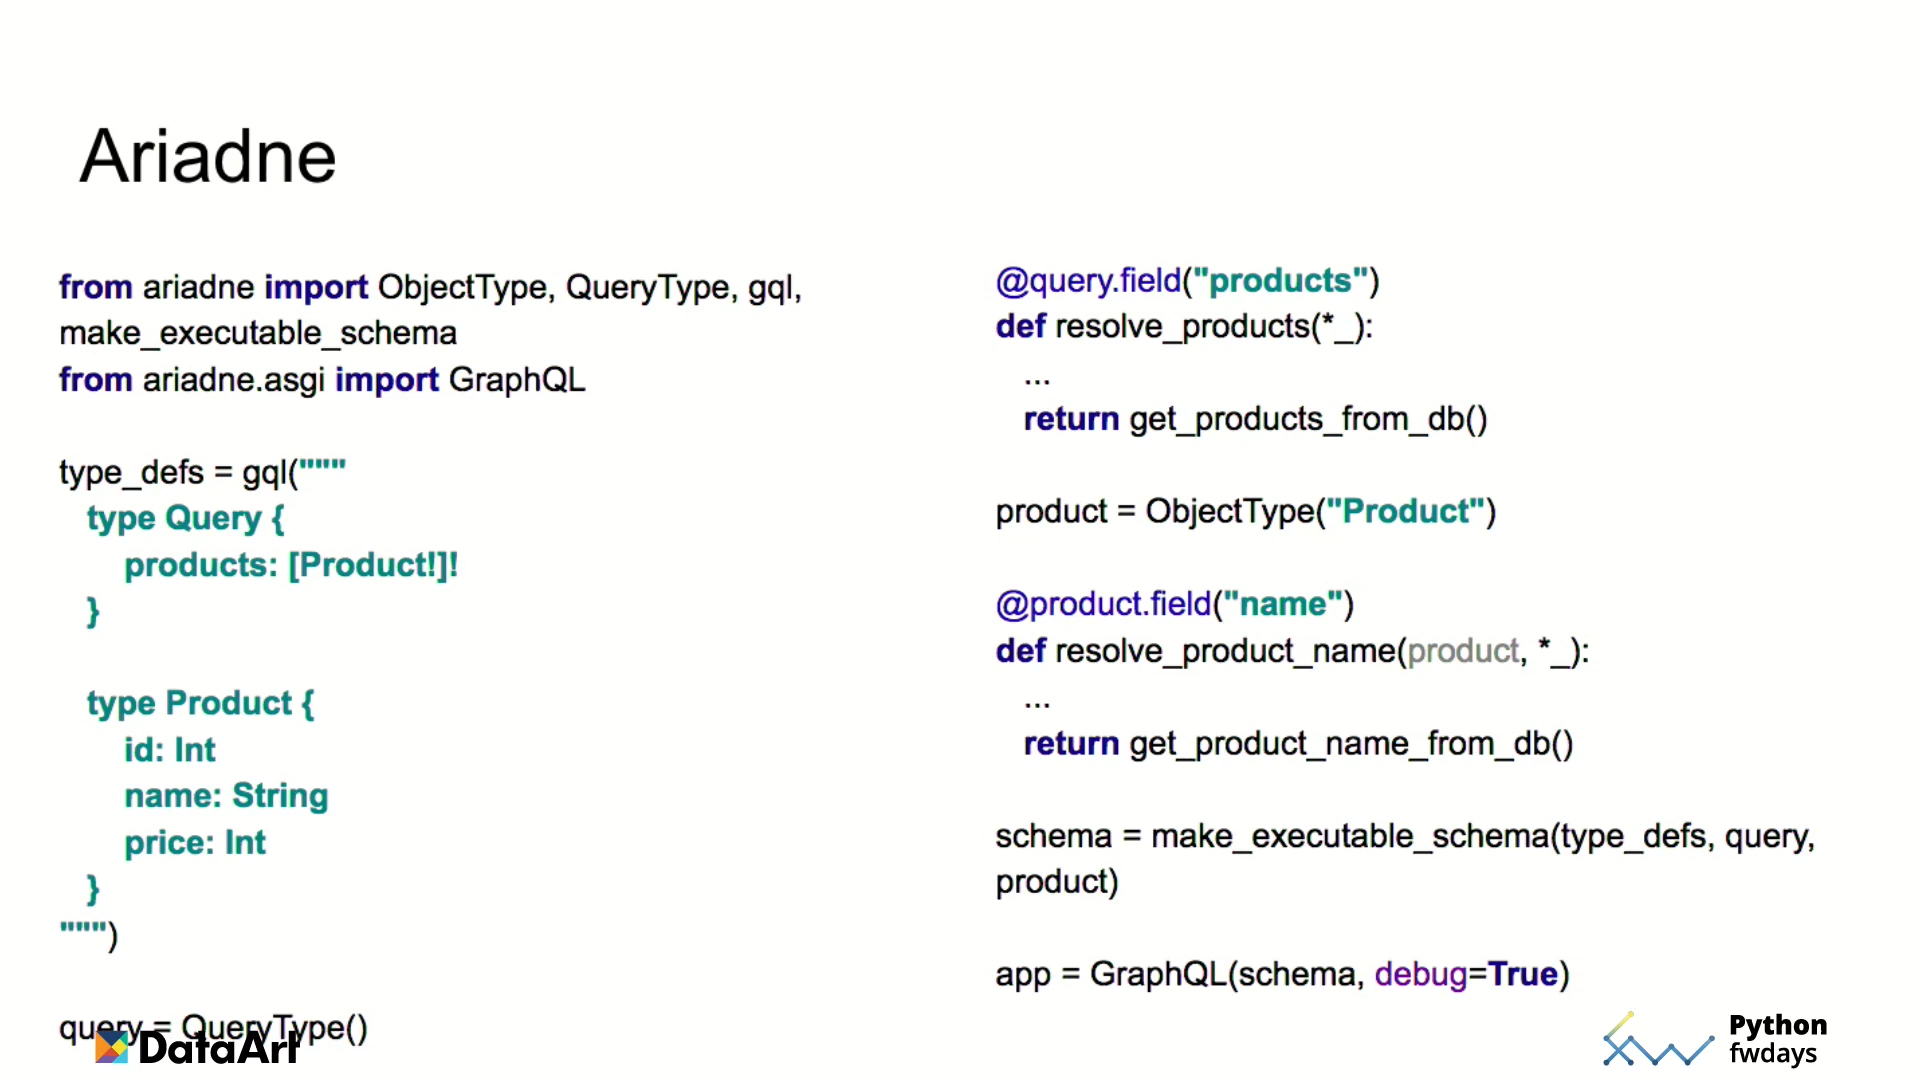 Ariadne
from ariadne import ObjectType, QueryType, gql,
make_executable_schema
from ariadne.asgi import GraphQL
type_defs = gql("""
type Query {
products: [Product!]!
}
type Product {
id: Int
name: String
price: Int
}
""")
query = QueryType()
@query.field("products")
def resolve_products(*_):
...
return get_products_from_db()
product = ObjectType("Product")
@product.field("name")
def resolve_product_name(product, *_):
...
return get_product_name_from_db()
schema = make_executable_schema(type_defs, query,
product)
app = GraphQL(schema, debug=True)
DataArt
Python
fwdays